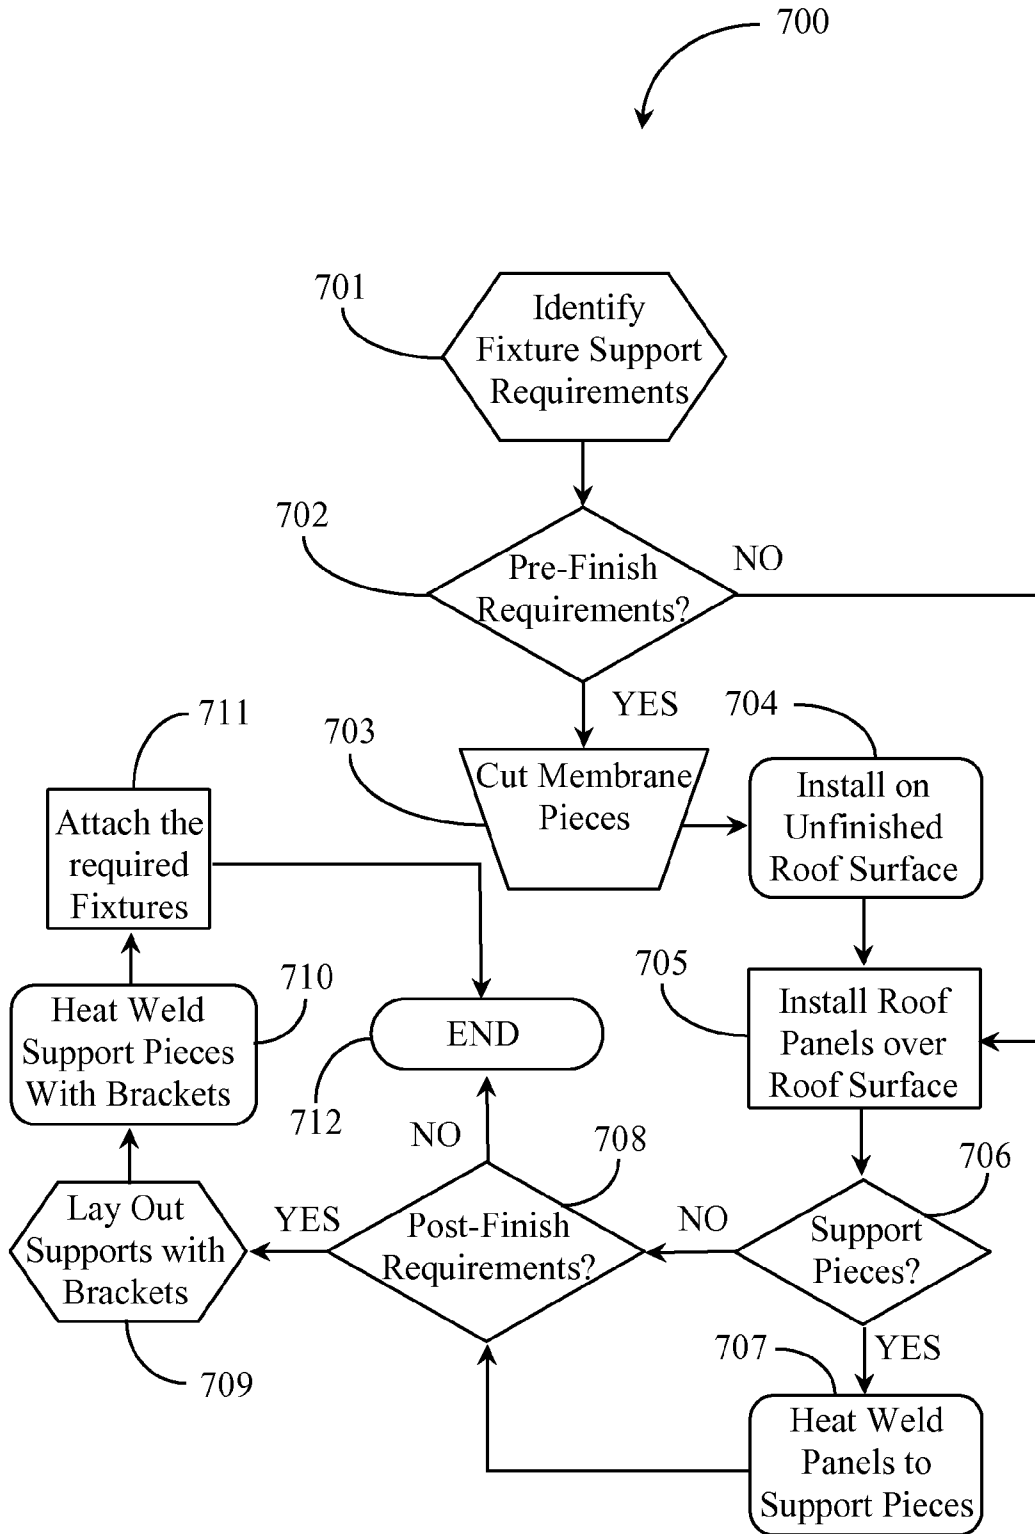 700
701
Identify
Fixture Support
Requirements
702
Pre-Finish
Requirements?
NO
YES
703
Cut Membrane
Pieces
704
Install on
Unfinished
Roof Surface
705
Install Roof
Panels over
Roof Surface
706
Support
Pieces?
NO
YES
707
Heat Weld
Panels to
Support Pieces
708
Post-Finish
Requirements?
NO
YES
709
Lay Out
Supports with
Brackets
710
Heat Weld
Support Pieces
With Brackets
711
Attach the
required
Fixtures
712
END